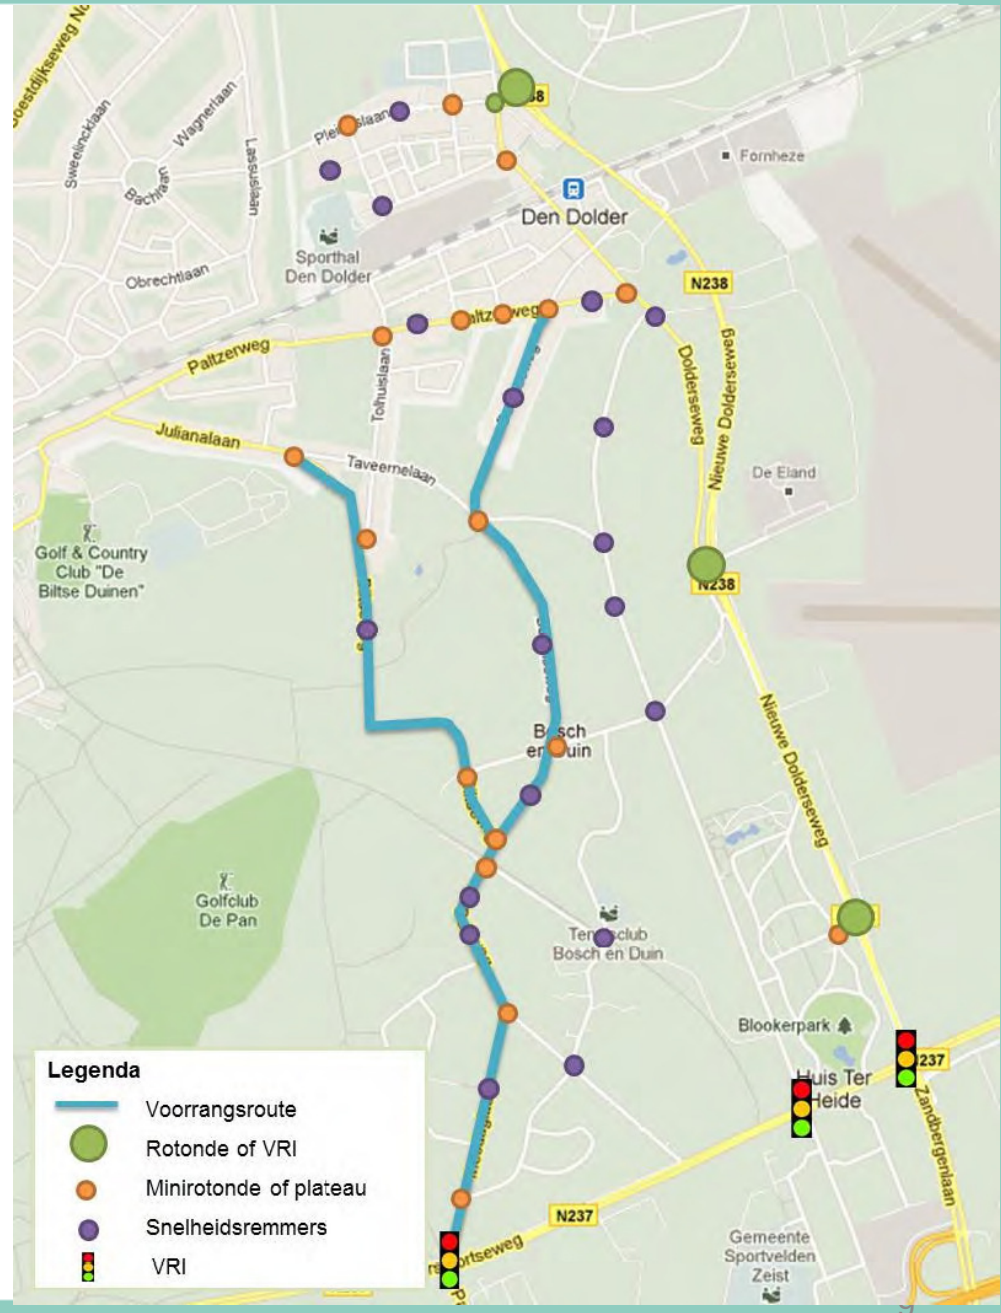 Soestdijkseweg No
Sweelincklaan
Wagnerlaan
Lassuslaan
Bachlaan
Obrechtlaan
Fornheze
Den Dolder
Sporthal
Den Dolder
N238
Paltzerweg
Tolhuislaan
Dolderseweg
Nieuwe Dolderseweg
Julianalaan
Taveernelaan
De Eland
Golf & Country
Club "De
Biltse Duinen"
N238
Bosch
en Duin
Nieuwe Dolderseweg
Golfclub
De Pan
Tennisclub
Bosch en Duin
Blookerpark
237
Huis Ter
Heide
Zandbergenlaan
N237
Gemeente
Sportvelden
Zeist
Legenda
Voorrangsroute
Rotonde of VRI
Minirotonde of plateau
Snelheidsremmers
VRI